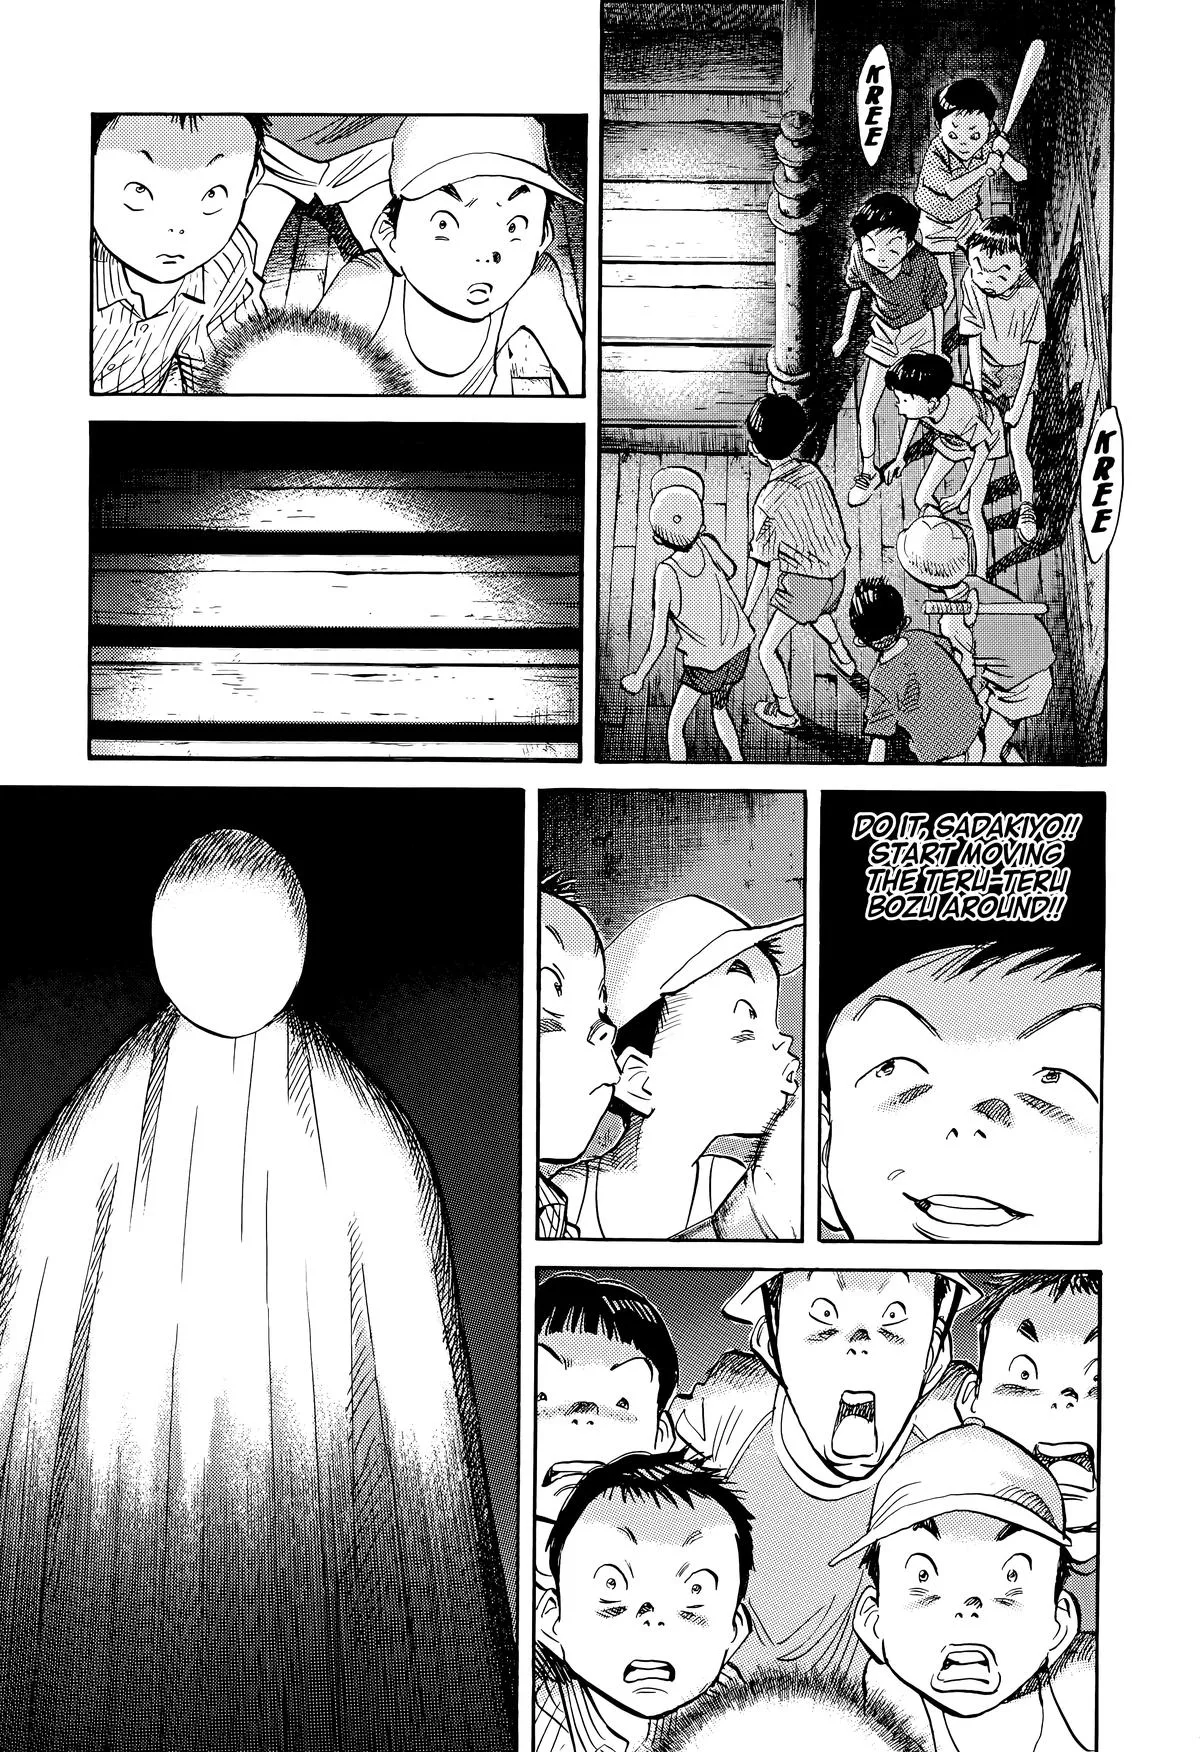 KREE
KREE
DO IT, SADAKIYO!!
START MOVING
THE TERU-TERU
BOZU AROUND!!